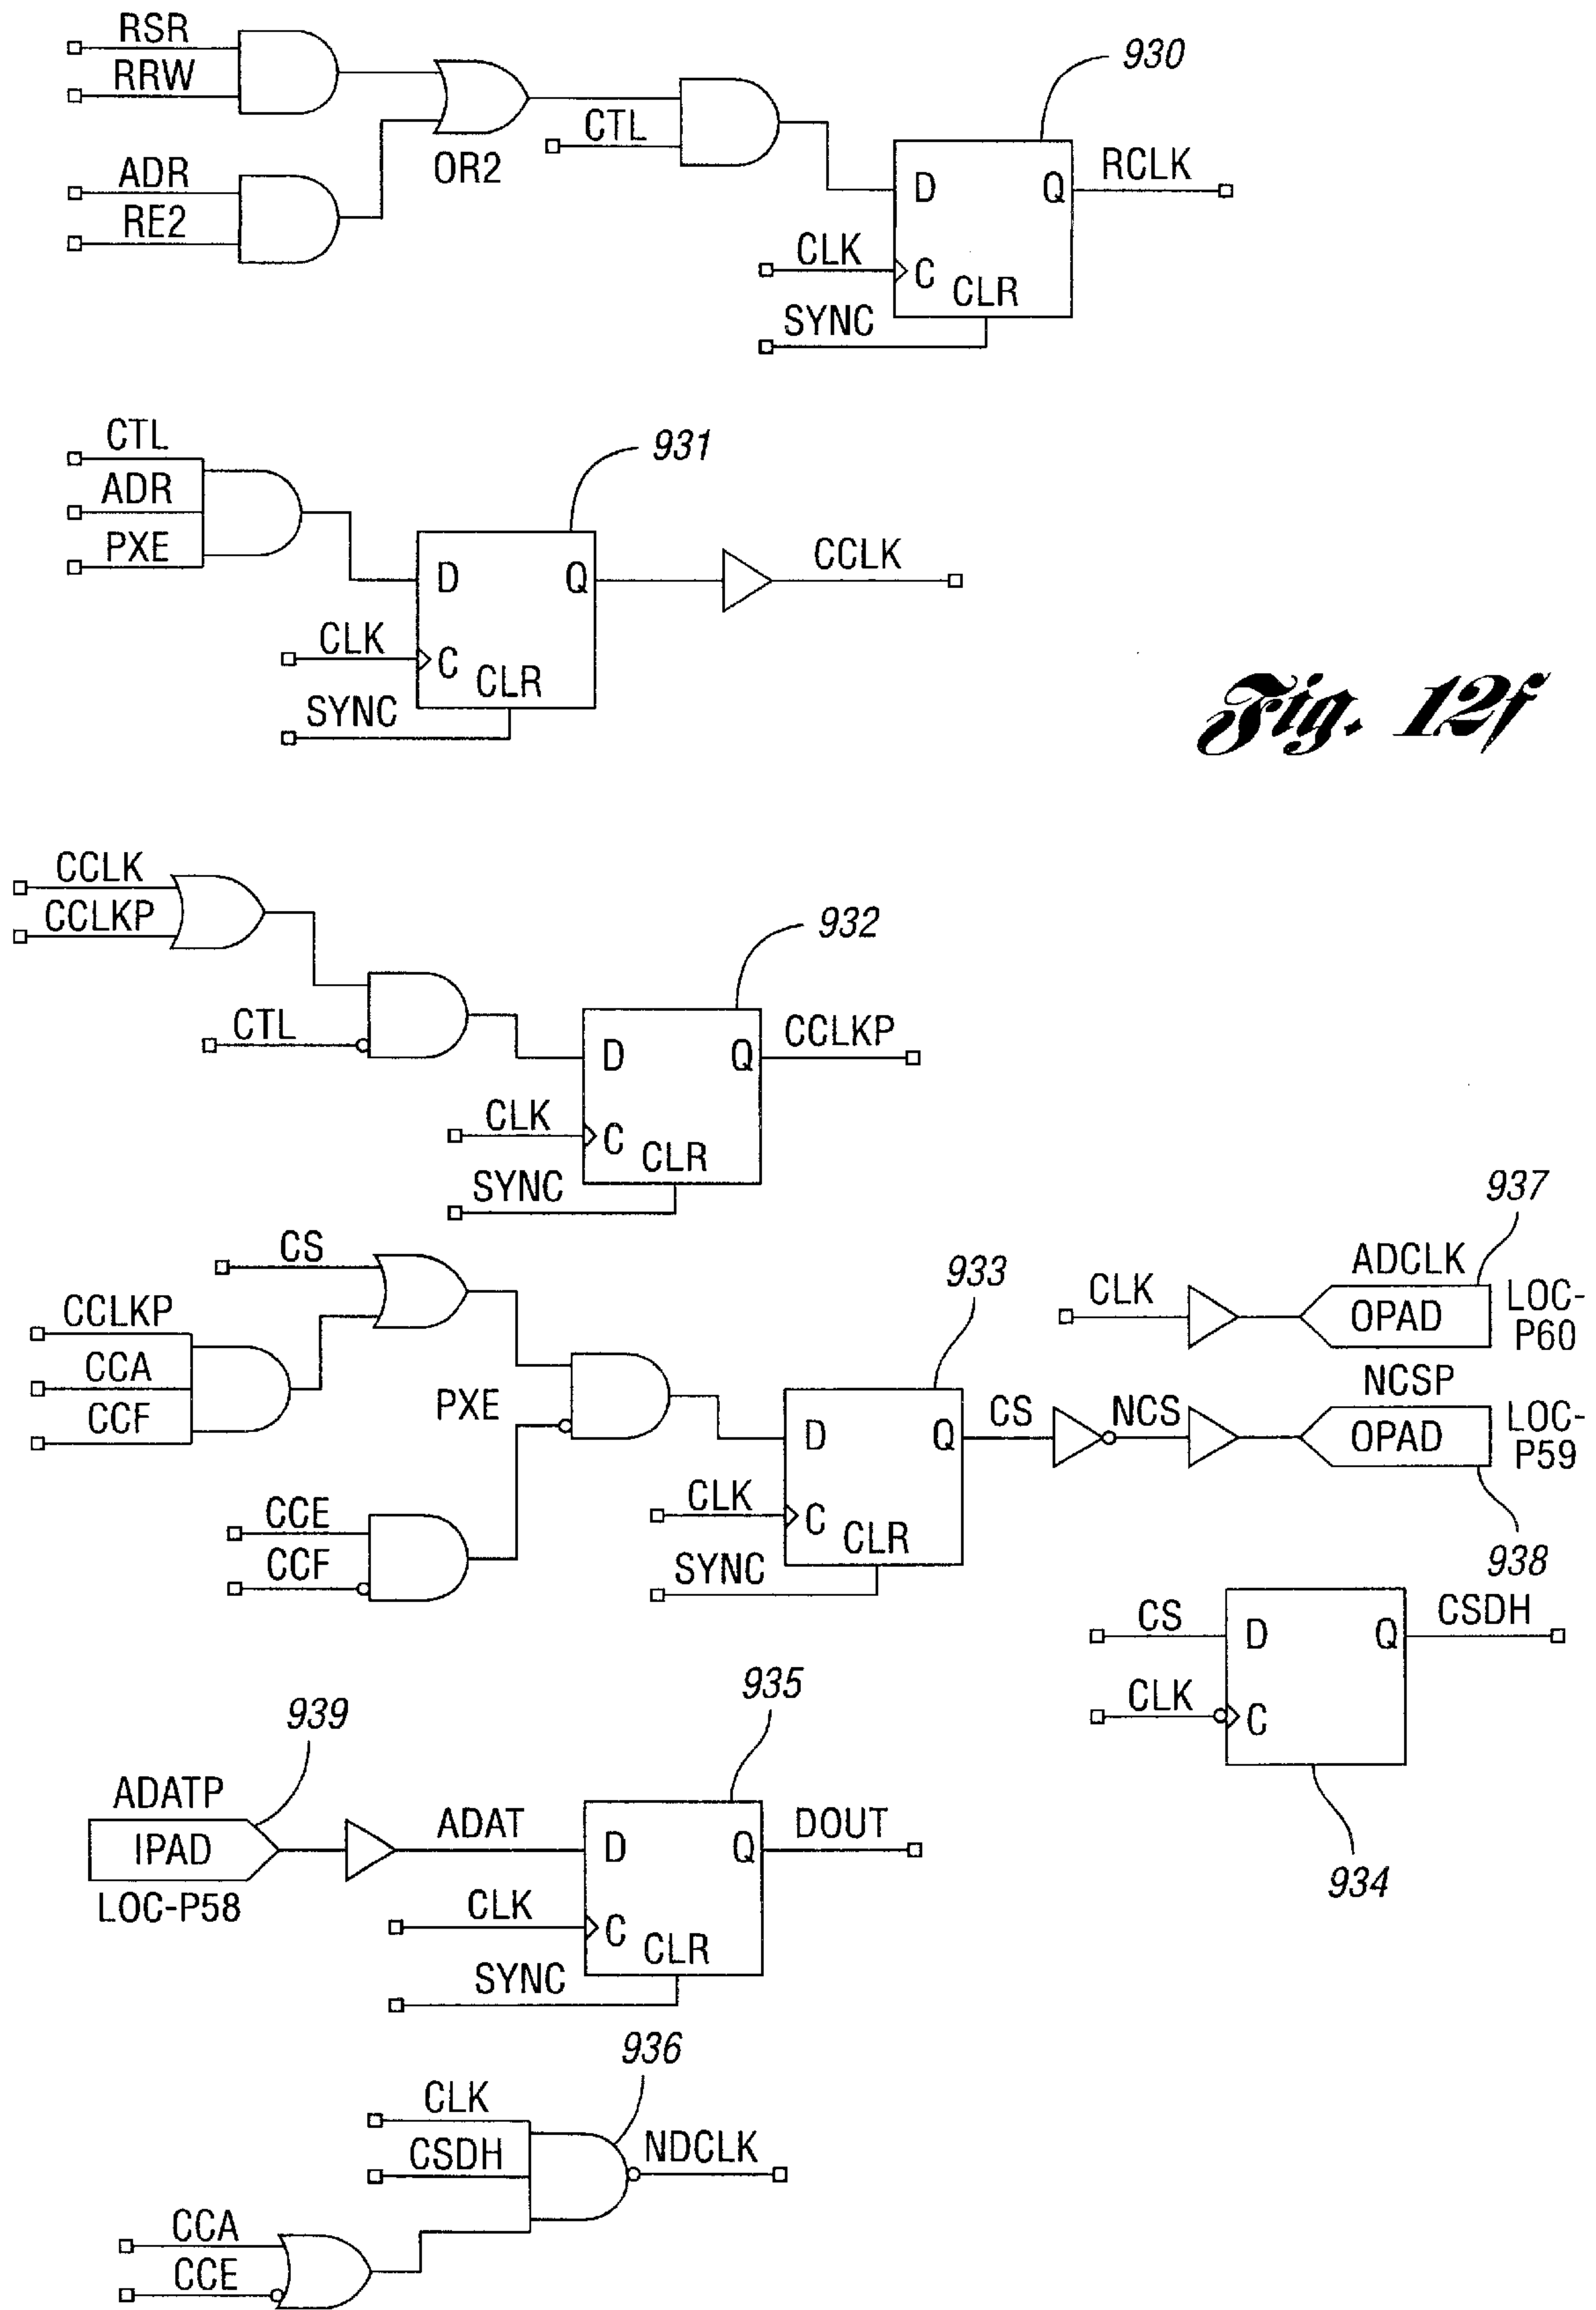 RSR
RRW
930
CTL
OR2
ADR
RE2
D Q
RCLK
CLK
C
CLR
SYNC
CTL
931
ADR
PXE
D Q
CCLK
CLK
C
CLR
SYNC
Fig. 12f
CCLK
CCLKP
932
CTL
D Q
CCLKP
CLK
C
CLR
SYNC
CS
CCLKP
CCA
CCF
PXE
933
CCE
CCF
D Q
CLK
C
CLR
SYNC
CS
NCS
937
ADCLK
CLK
OPAD
LOC-
P60
NCSP
OPAD
LOC-
P59
938
CS
D Q
CSDH
CLK
C
934
939
935
ADATP
IPAD
LOC-P58
ADAT
D Q
DOUT
CLK
C
CLR
SYNC
936
CLK
CSDH
NDCLK
CCA
CCE